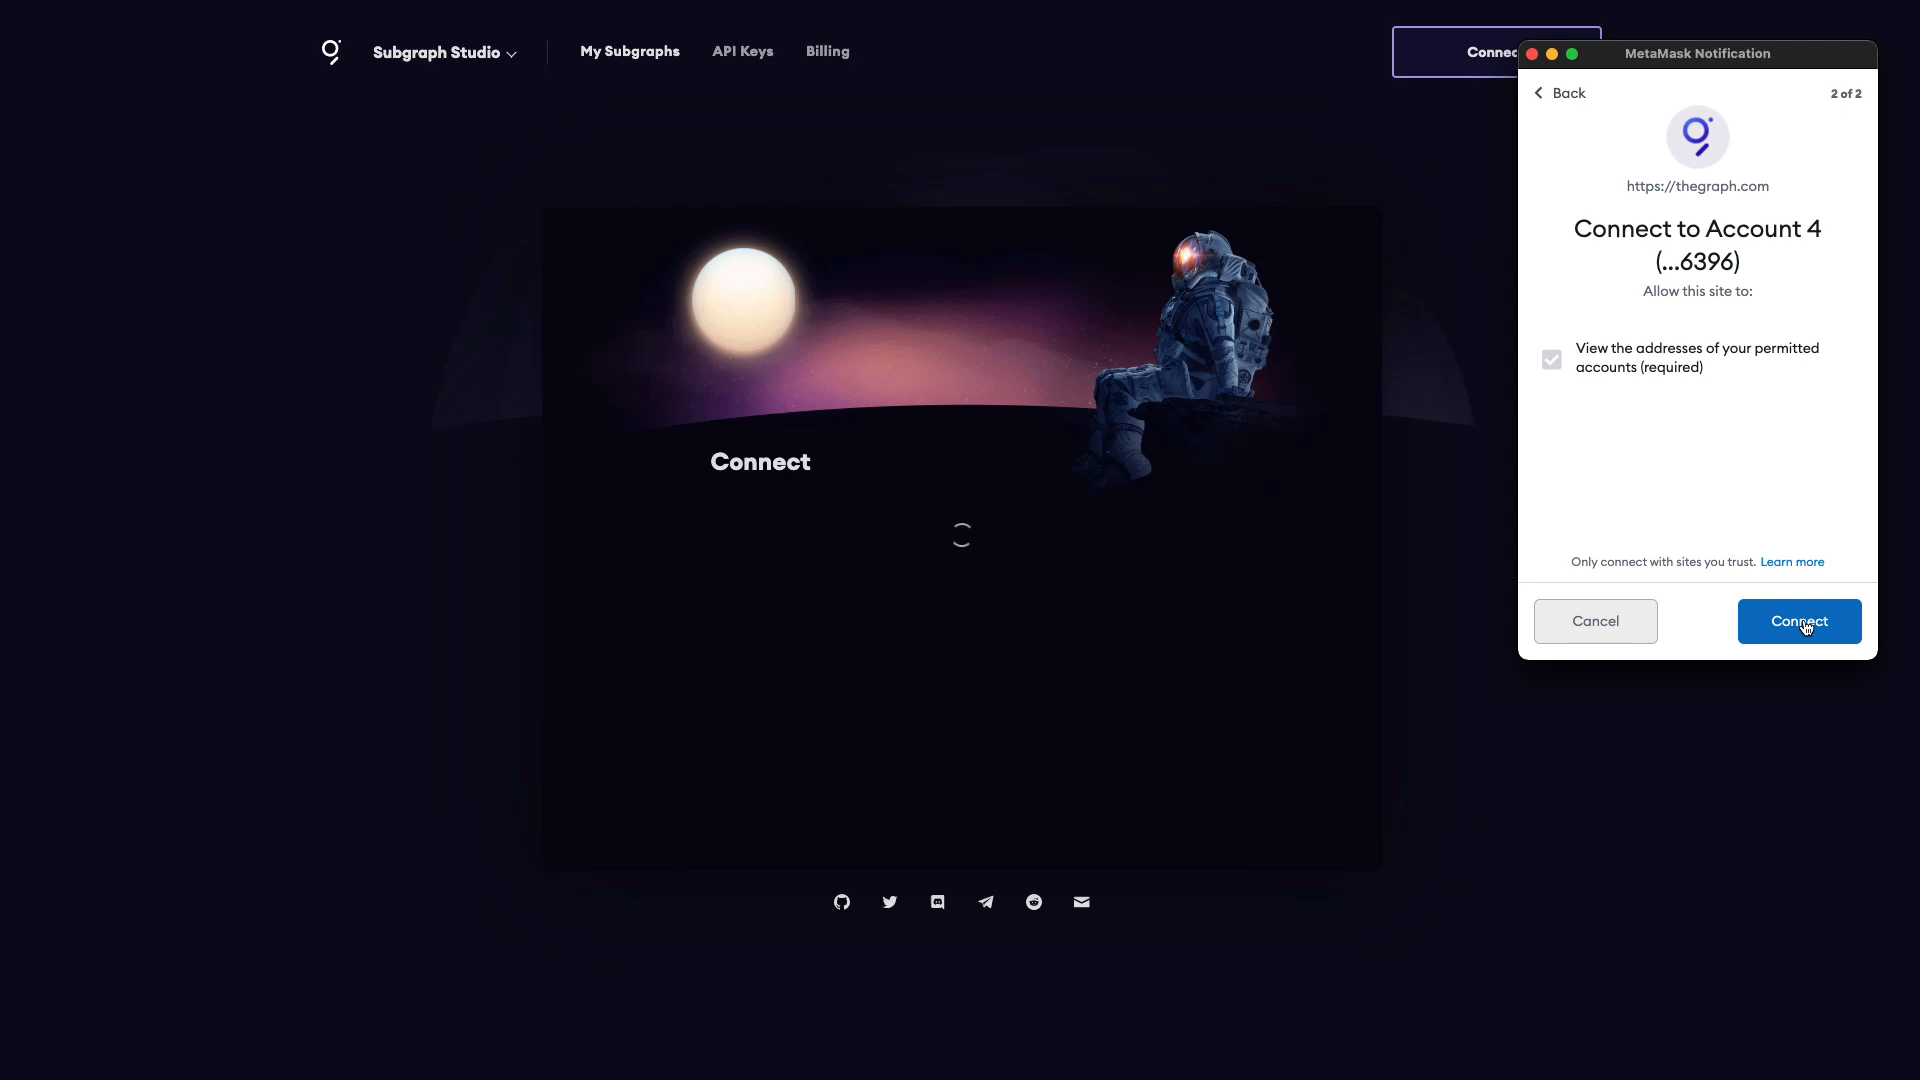 Subgraph Studio
My Subgraphs
API Keys
Billing
Connec
Connect
MetaMask Notification
Back
2 of 2
https://thegraph.com
Connect to Account 4
(...6396)
Allow this site to:
View the addresses of your permitted
accounts (required)
Only connect with sites you trust. Learn more
Cancel
Connect